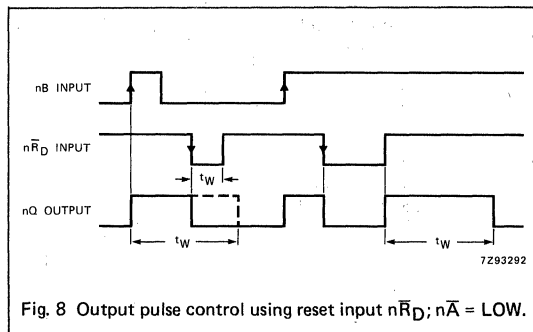 nB INPUT
nR̅D INPUT
tW
nQ OUTPUT
tW
tW
7Z93292
Fig. 8 Output pulse control using reset input nR̅D; nA̅ = LOW.